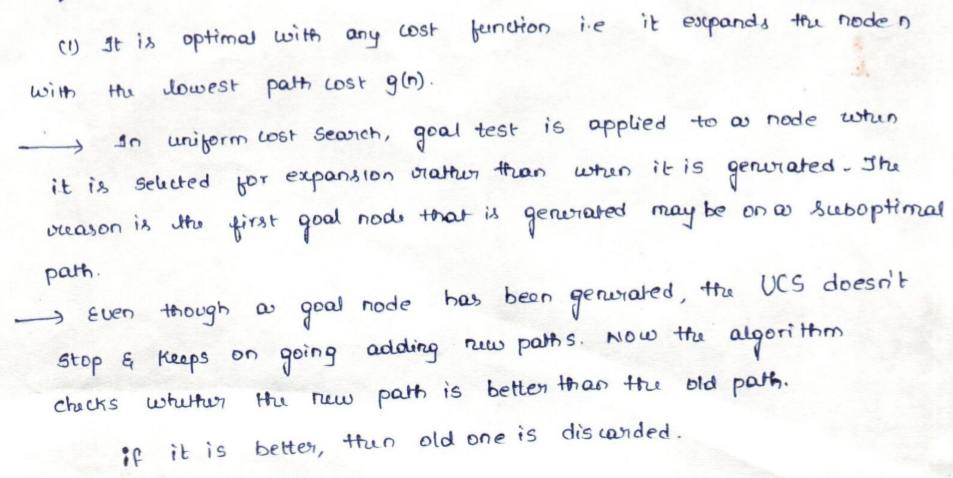 (1) It is optimal with any cost function i.e it expands the node n
with the lowest path cost g(n).
→ In uniform cost search, goal test is applied to a node when
it is selected for expansion rather than when it is generated. The
reason is the first goal node that is generated may be on a suboptimal
path.
→ Even though a goal node has been generated, the UCS doesn't
stop & keeps on going adding new paths. Now the algorithm
checks whether the new path is better than the old path.
if it is better, then old one is discarded.